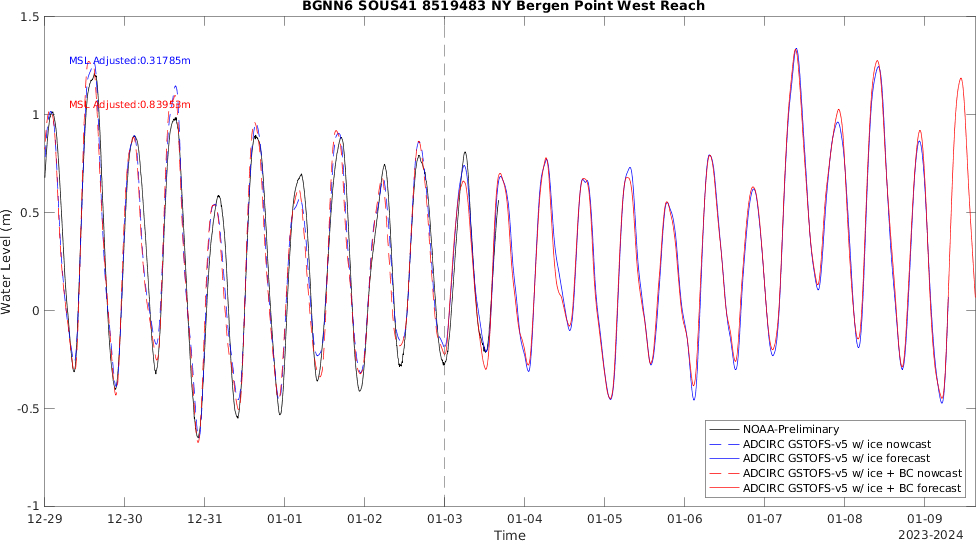 BGNN6 SOUS41 8519483 NY Bergen Point West Reach
1.5
1
0.5
0
-0.5
-1
Water Level (m)
MSL Adjusted:0.31785m
MSL Adjusted:0.83953m
NOAA-Preliminary
ADCIRC GSTOFS-v5 w/ ice nowcast
ADCIRC GSTOFS-v5 w/ ice forecast
ADCIRC GSTOFS-v5 w/ ice + BC nowcast
ADCIRC GSTOFS-v5 w/ ice + BC forecast
12-29 12-30 12-31 01-01 01-02 01-03 01-04 01-05 01-06 01-07 01-08 01-09
Time
2023-2024